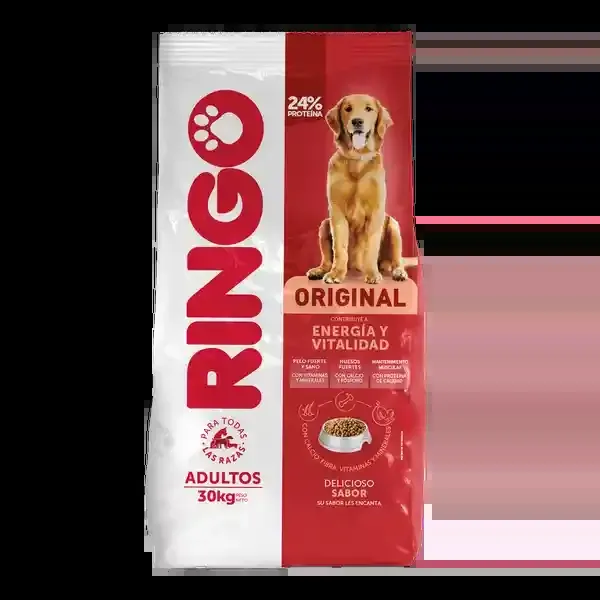 RINGO
24%
PROTEÍNA
ORIGINAL
CONTRIBUYE A
ENERGÍA Y
VITALIDAD
PELO FUERTE
Y SANO
CON VITAMINAS
Y MINERALES
HUESOS
FUERTES
CON CALCIO
Y FÓSFORO
MANTENIMIENTO
MUSCULAR
CON PROTEÍNA
DE CALIDAD
CON CALCIO, FIBRA, VITAMINAS Y MINERALES
DELICIOSO
SABOR
SU SABOR LES ENCANTA
PARA TODAS
LAS RAZAS
ADULTOS
30kg PESO
NETO